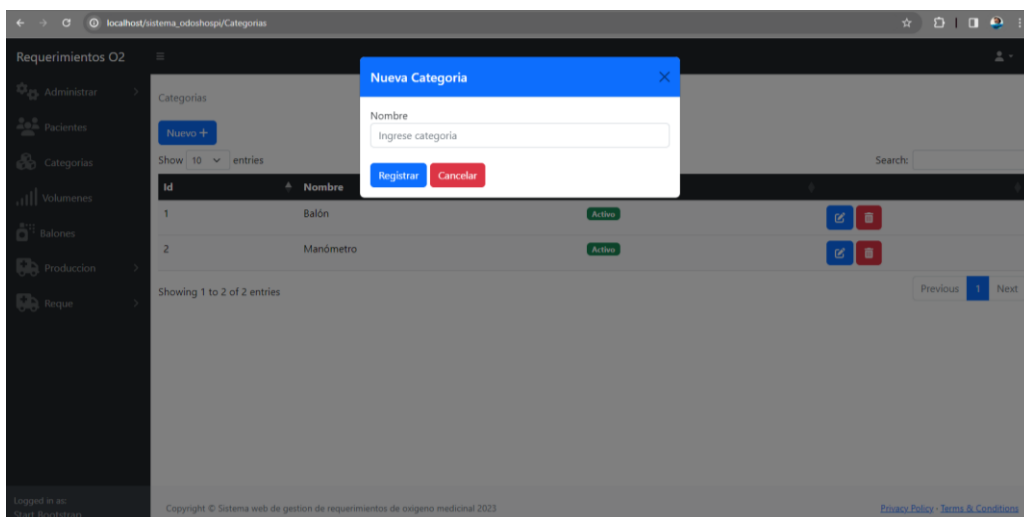 localhost/sistema_odoshospi/Categorias
Requerimientos O2
Nueva Categoria
Administrar
Categorias
Nombre
Pacientes
Nuevo +
Ingrese categoria
Categorias
Show 10 entries
Search:
Registrar Cancelar
Id Nombre
Volumenes
1 Balón Activo
Balones
2 Manómetro Activo
Produccion
Showing 1 to 2 of 2 entries
Previous 1 Next
Reque
Logged in as:
Start Bootstrap
Copyright © Sistema web de gestion de requerimientos de oxigeno medicinal 2023
Privacy Policy · Terms & Conditions